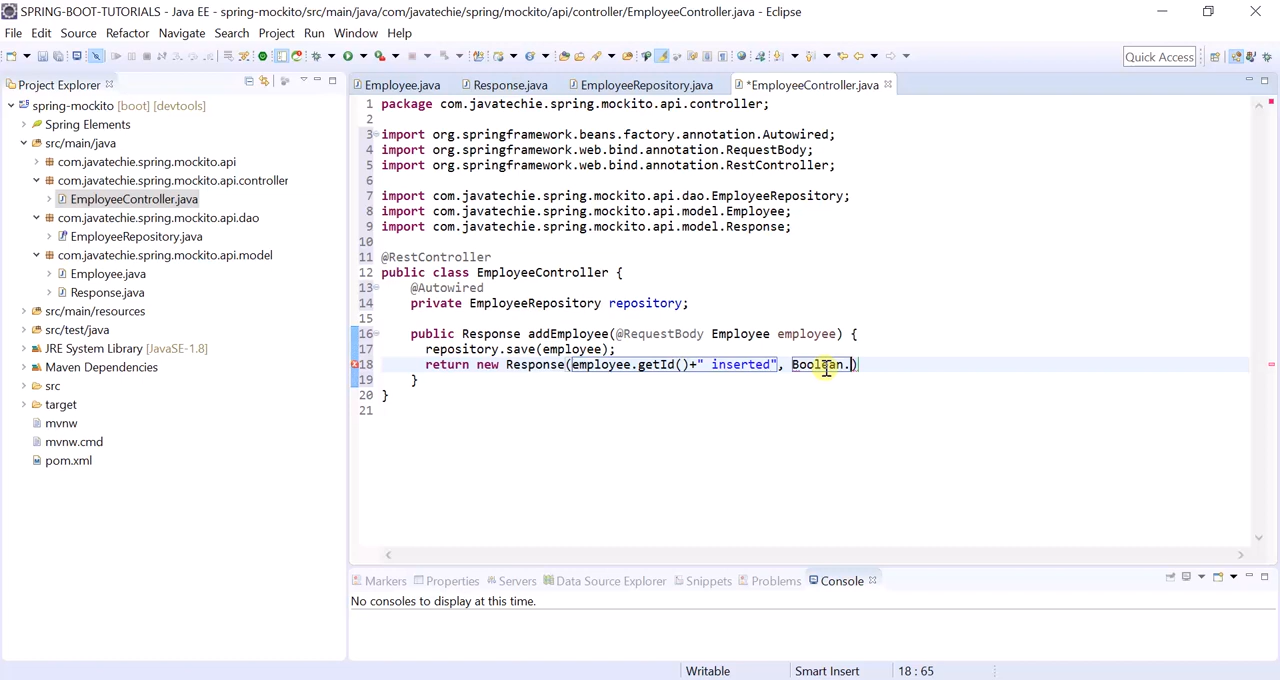 SPRING-BOOT-TUTORIALS - Java EE - spring-mockito/src/main/java/com/javatechie/spring/mockito/api/controller/EmployeeController.java - Eclipse
File Edit Source Refactor Navigate Search Project Run Window Help
Quick Access
Project Explorer
Employee.java Response.java EmployeeRepository.java *EmployeeController.java
spring-mockito [boot] [devtools]
Spring Elements
src/main/java
com.javatechie.spring.mockito.api
com.javatechie.spring.mockito.api.controller
EmployeeController.java
com.javatechie.spring.mockito.api.dao
EmployeeRepository.java
com.javatechie.spring.mockito.api.model
Employee.java
Response.java
src/main/resources
src/test/java
JRE System Library [JavaSE-1.8]
Maven Dependencies
src
target
mvnw
mvnw.cmd
pom.xml
1 package com.javatechie.spring.mockito.api.controller;
2
3 import org.springframework.beans.factory.annotation.Autowired;
4 import org.springframework.web.bind.annotation.RequestBody;
5 import org.springframework.web.bind.annotation.RestController;
6
7 import com.javatechie.spring.mockito.api.dao.EmployeeRepository;
8 import com.javatechie.spring.mockito.api.model.Employee;
9 import com.javatechie.spring.mockito.api.model.Response;
10
11 @RestController
12 public class EmployeeController {
13 @Autowired
14 private EmployeeRepository repository;
15
16 public Response addEmployee(@RequestBody Employee employee) {
17 repository.save(employee);
18 return new Response(employee.getId()+" inserted", Boolean.)
19 }
20 }
21
Markers Properties Servers Data Source Explorer Snippets Problems Console
No consoles to display at this time.
Writable Smart Insert 18 : 65